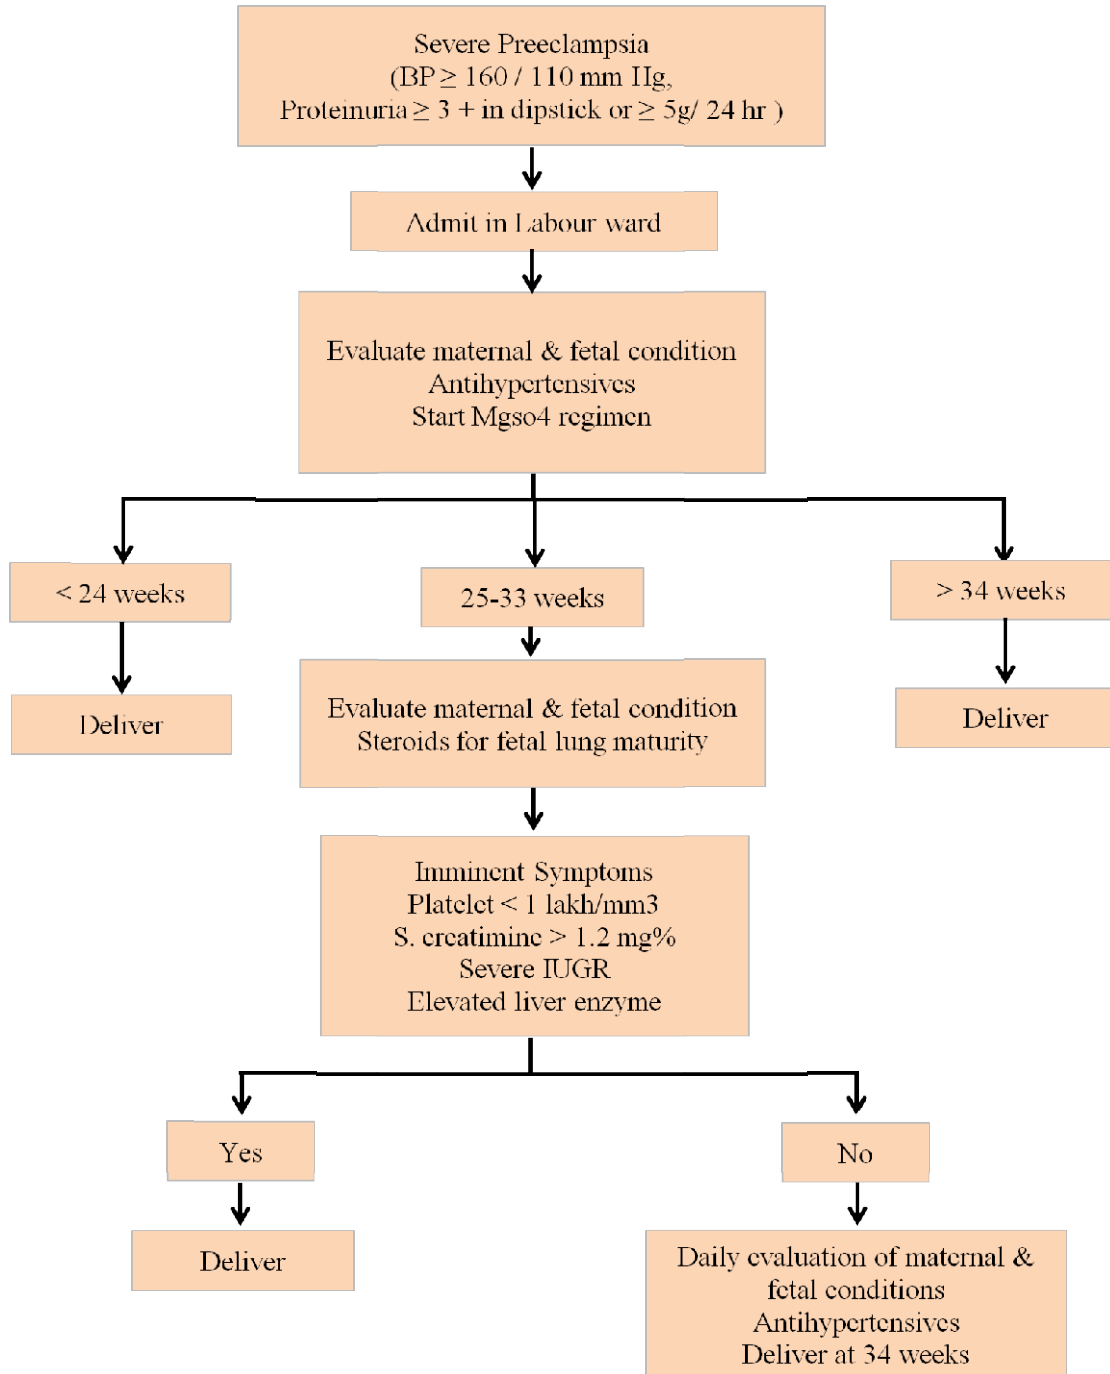 Severe Preeclampsia
(BP ≥ 160 / 110 mm Hg,
Proteinuria ≥ 3 + in dipstick or ≥ 5g/ 24 hr )
Admit in Labour ward
Evaluate maternal & fetal condition
Antihypertensives
Start Mgso4 regimen
< 24 weeks
25-33 weeks
> 34 weeks
Deliver
Evaluate maternal & fetal condition
Steroids for fetal lung maturity
Deliver
Imminent Symptoms
Platelet < 1 lakh/mm3
S. creatimine > 1.2 mg%
Severe IUGR
Elevated liver enzyme
Yes
No
Deliver
Daily evaluation of maternal &
fetal conditions
Antihypertensives
Deliver at 34 weeks